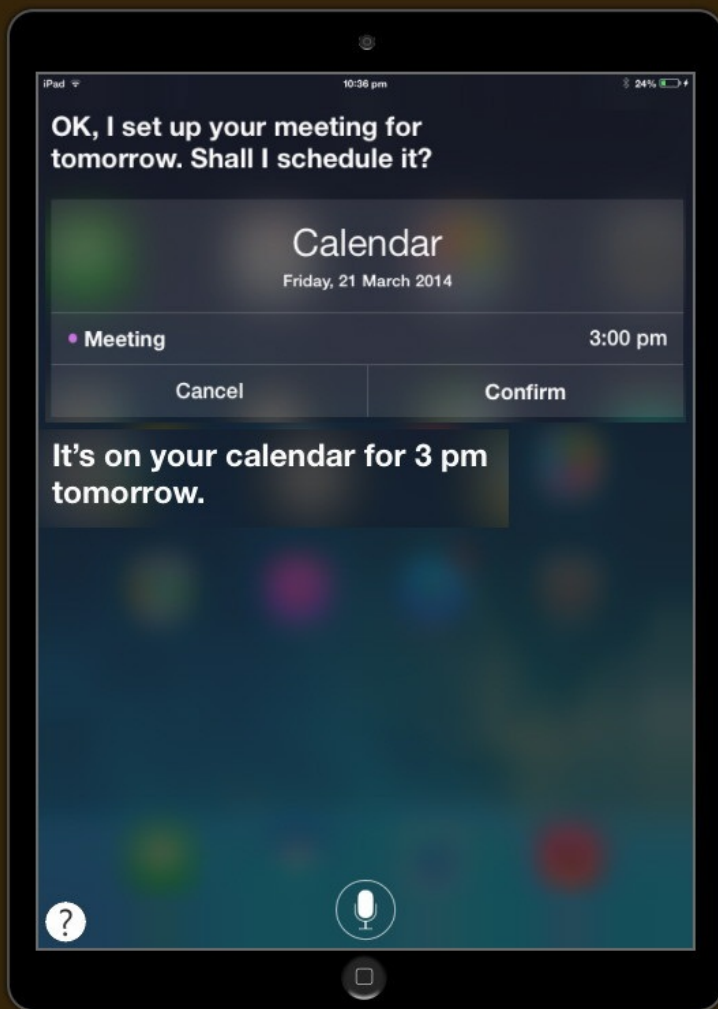 iPad
10:36 pm
24%
OK, I set up your meeting for
tomorrow. Shall I schedule it?
Calendar
Friday, 21 March 2014
• Meeting
3:00 pm
Cancel
Confirm
It's on your calendar for 3 pm
tomorrow.
?